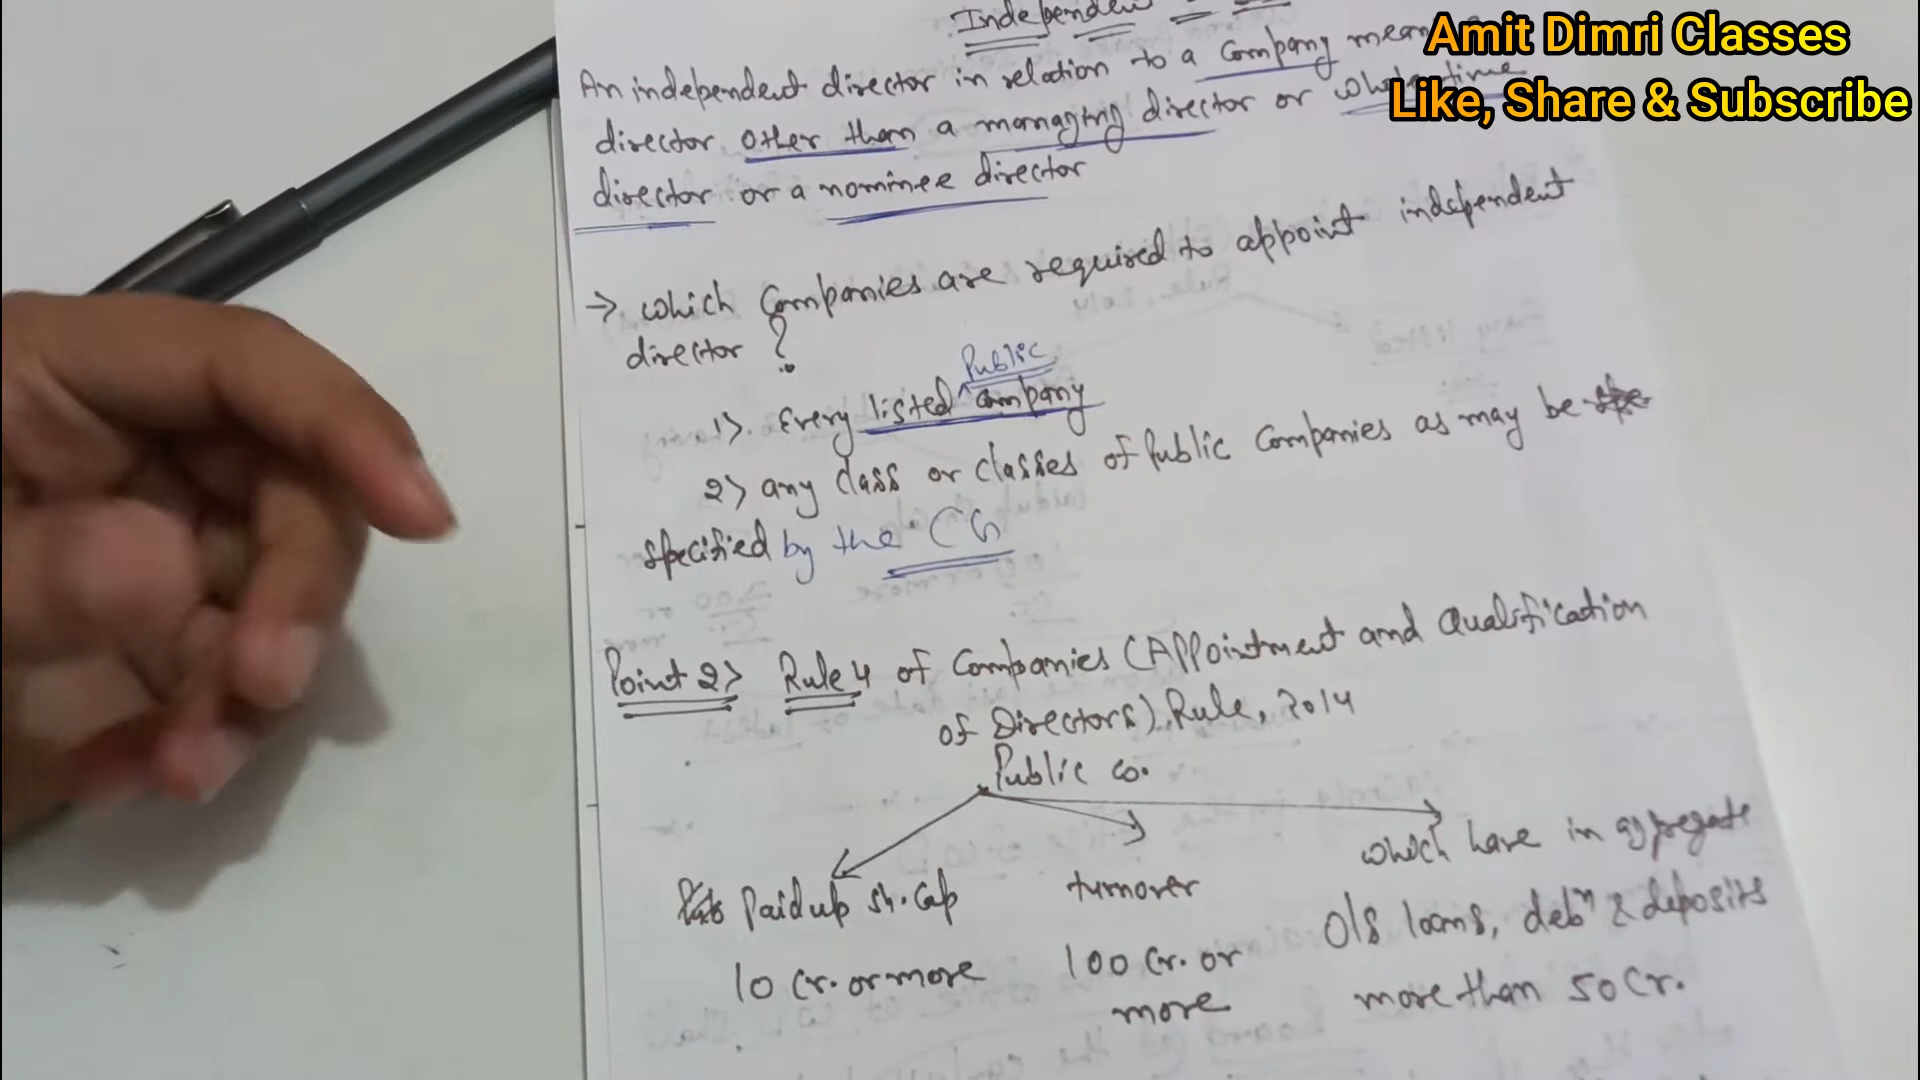 Independent
Amit Dimri Classes
Like, Share & Subscribe
An independent director in relation to a Company means
director other than a managing director or whole time
director or a nominee director
→ which Companies are required to appoint independent
director ?
1). Every listed ^Public company
2) any class or classes of Public Companies as may be
specified by the CG
Point 2) Rule 4 of Companies (Appointment and Qualification
of Directors) Rule, 2014
Public co.
Paidup sh. Cap
10 Cr. or more
turnover
100 Cr. or
more
which have in aggregate
O/s loans, debⁿ & deposits
more than 50 Cr.